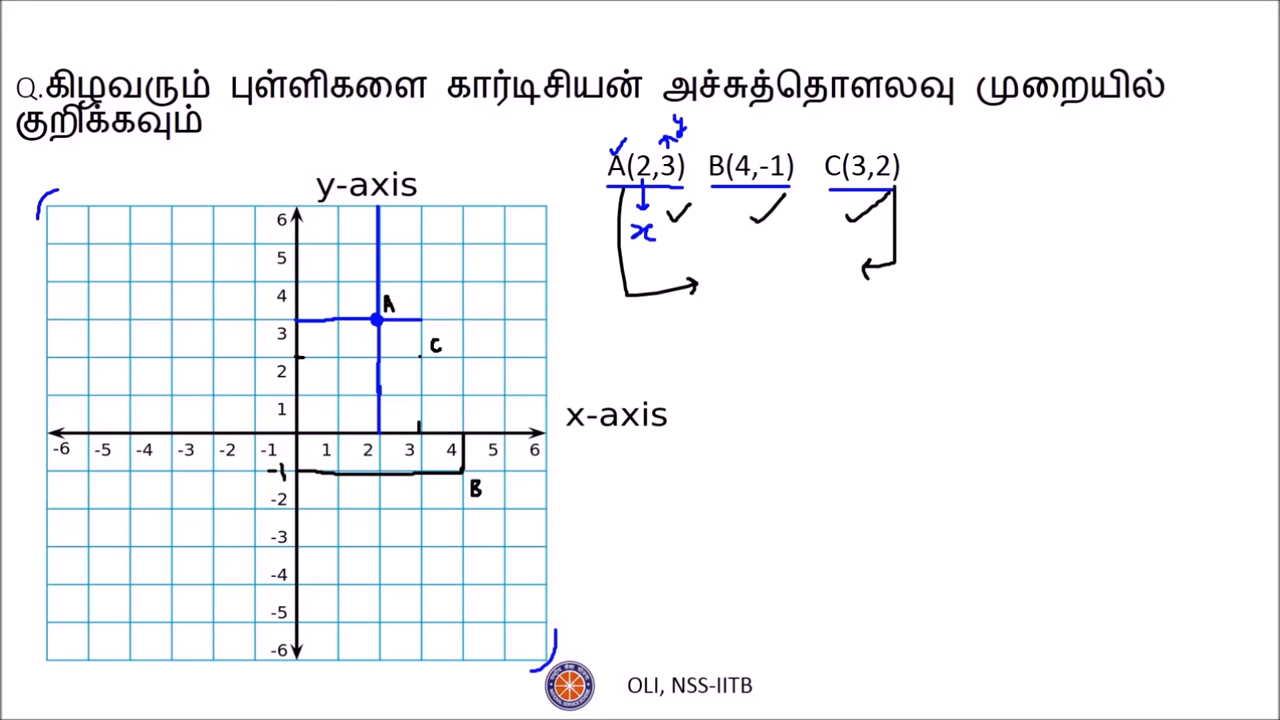 Q.கிழவரும் புள்ளிகளை கார்டிசியன் அச்சுத்தொளலவு முறையில்
குறிக்கவும்
y
A(2,3) B(4,-1) C(3,2)
x
y-axis
6
5
4
A
3
C
2
1
x-axis
-6 -5 -4 -3 -2 -1 1 2 3 4 5 6
-1
B
-2
-3
-4
-5
-6
OLI, NSS-IITB